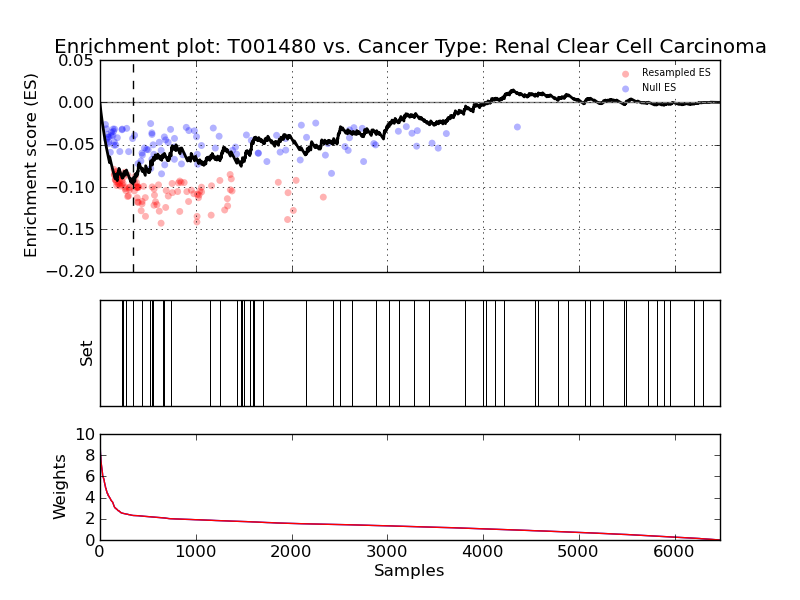 Enrichment plot: T001480 vs. Cancer Type: Renal Clear Cell Carcinoma
Enrichment score (ES)
0.05
0.00
−0.05
−0.10
−0.15
−0.20
Resampled ES
Null ES
Set
Weights
10
8
6
4
2
0
0 1000 2000 3000 4000 5000 6000
Samples